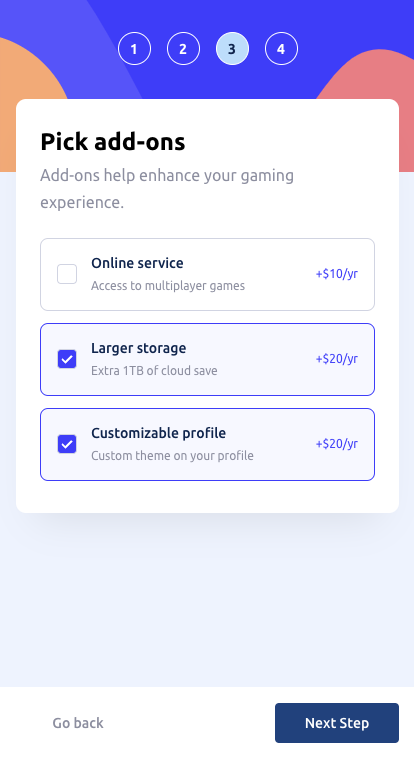 1 2 3 4
Pick add-ons
Add-ons help enhance your gaming
experience.
Online service
Access to multiplayer games
+$10/yr
Larger storage
Extra 1TB of cloud save
+$20/yr
Customizable profile
Custom theme on your profile
+$20/yr
Go back
Next Step